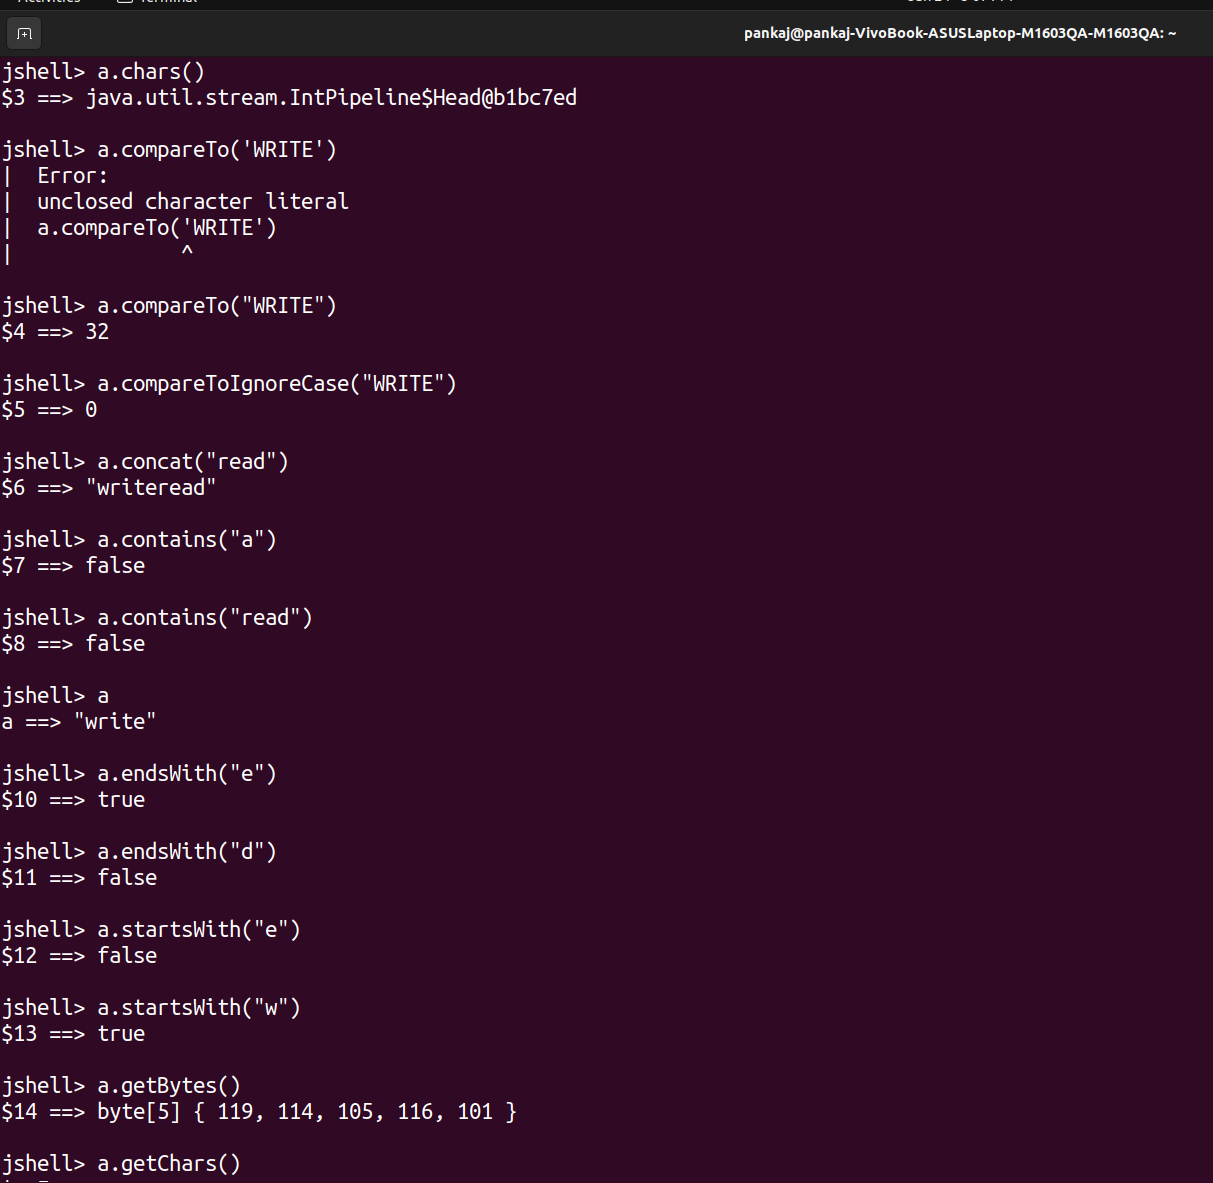 Activities Terminal
pankaj@pankaj-VivoBook-ASUSLaptop-M1603QA-M1603QA: ~
jshell> a.chars()
$3 ==> java.util.stream.IntPipeline$Head@b1bc7ed
jshell> a.compareTo('WRITE')
|  Error:
|  unclosed character literal
|  a.compareTo('WRITE')
|              ^
jshell> a.compareTo("WRITE")
$4 ==> 32
jshell> a.compareToIgnoreCase("WRITE")
$5 ==> 0
jshell> a.concat("read")
$6 ==> "writeread"
jshell> a.contains("a")
$7 ==> false
jshell> a.contains("read")
$8 ==> false
jshell> a
a ==> "write"
jshell> a.endsWith("e")
$10 ==> true
jshell> a.endsWith("d")
$11 ==> false
jshell> a.startsWith("e")
$12 ==> false
jshell> a.startsWith("w")
$13 ==> true
jshell> a.getBytes()
$14 ==> byte[5] { 119, 114, 105, 116, 101 }
jshell> a.getChars()